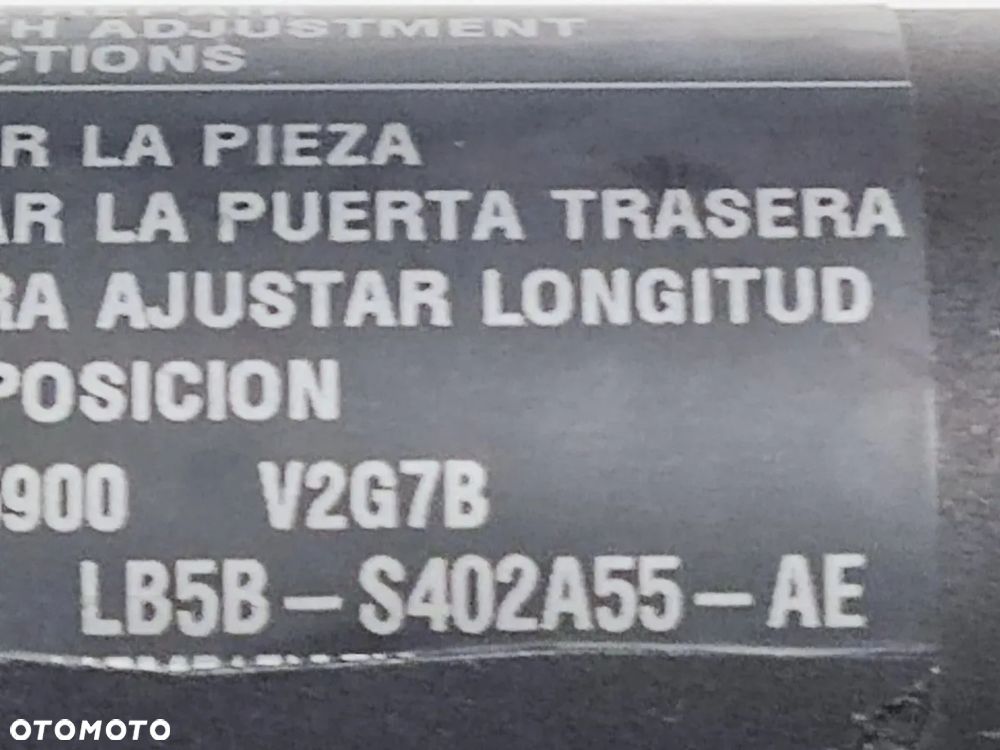 ADJUSTMENT
CTIONS
R LA PIEZA
AR LA PUERTA TRASERA
RA AJUSTAR LONGITUD
POSICION
900 V2G7B
LB5B-S402A55-AE
OTOMOTO